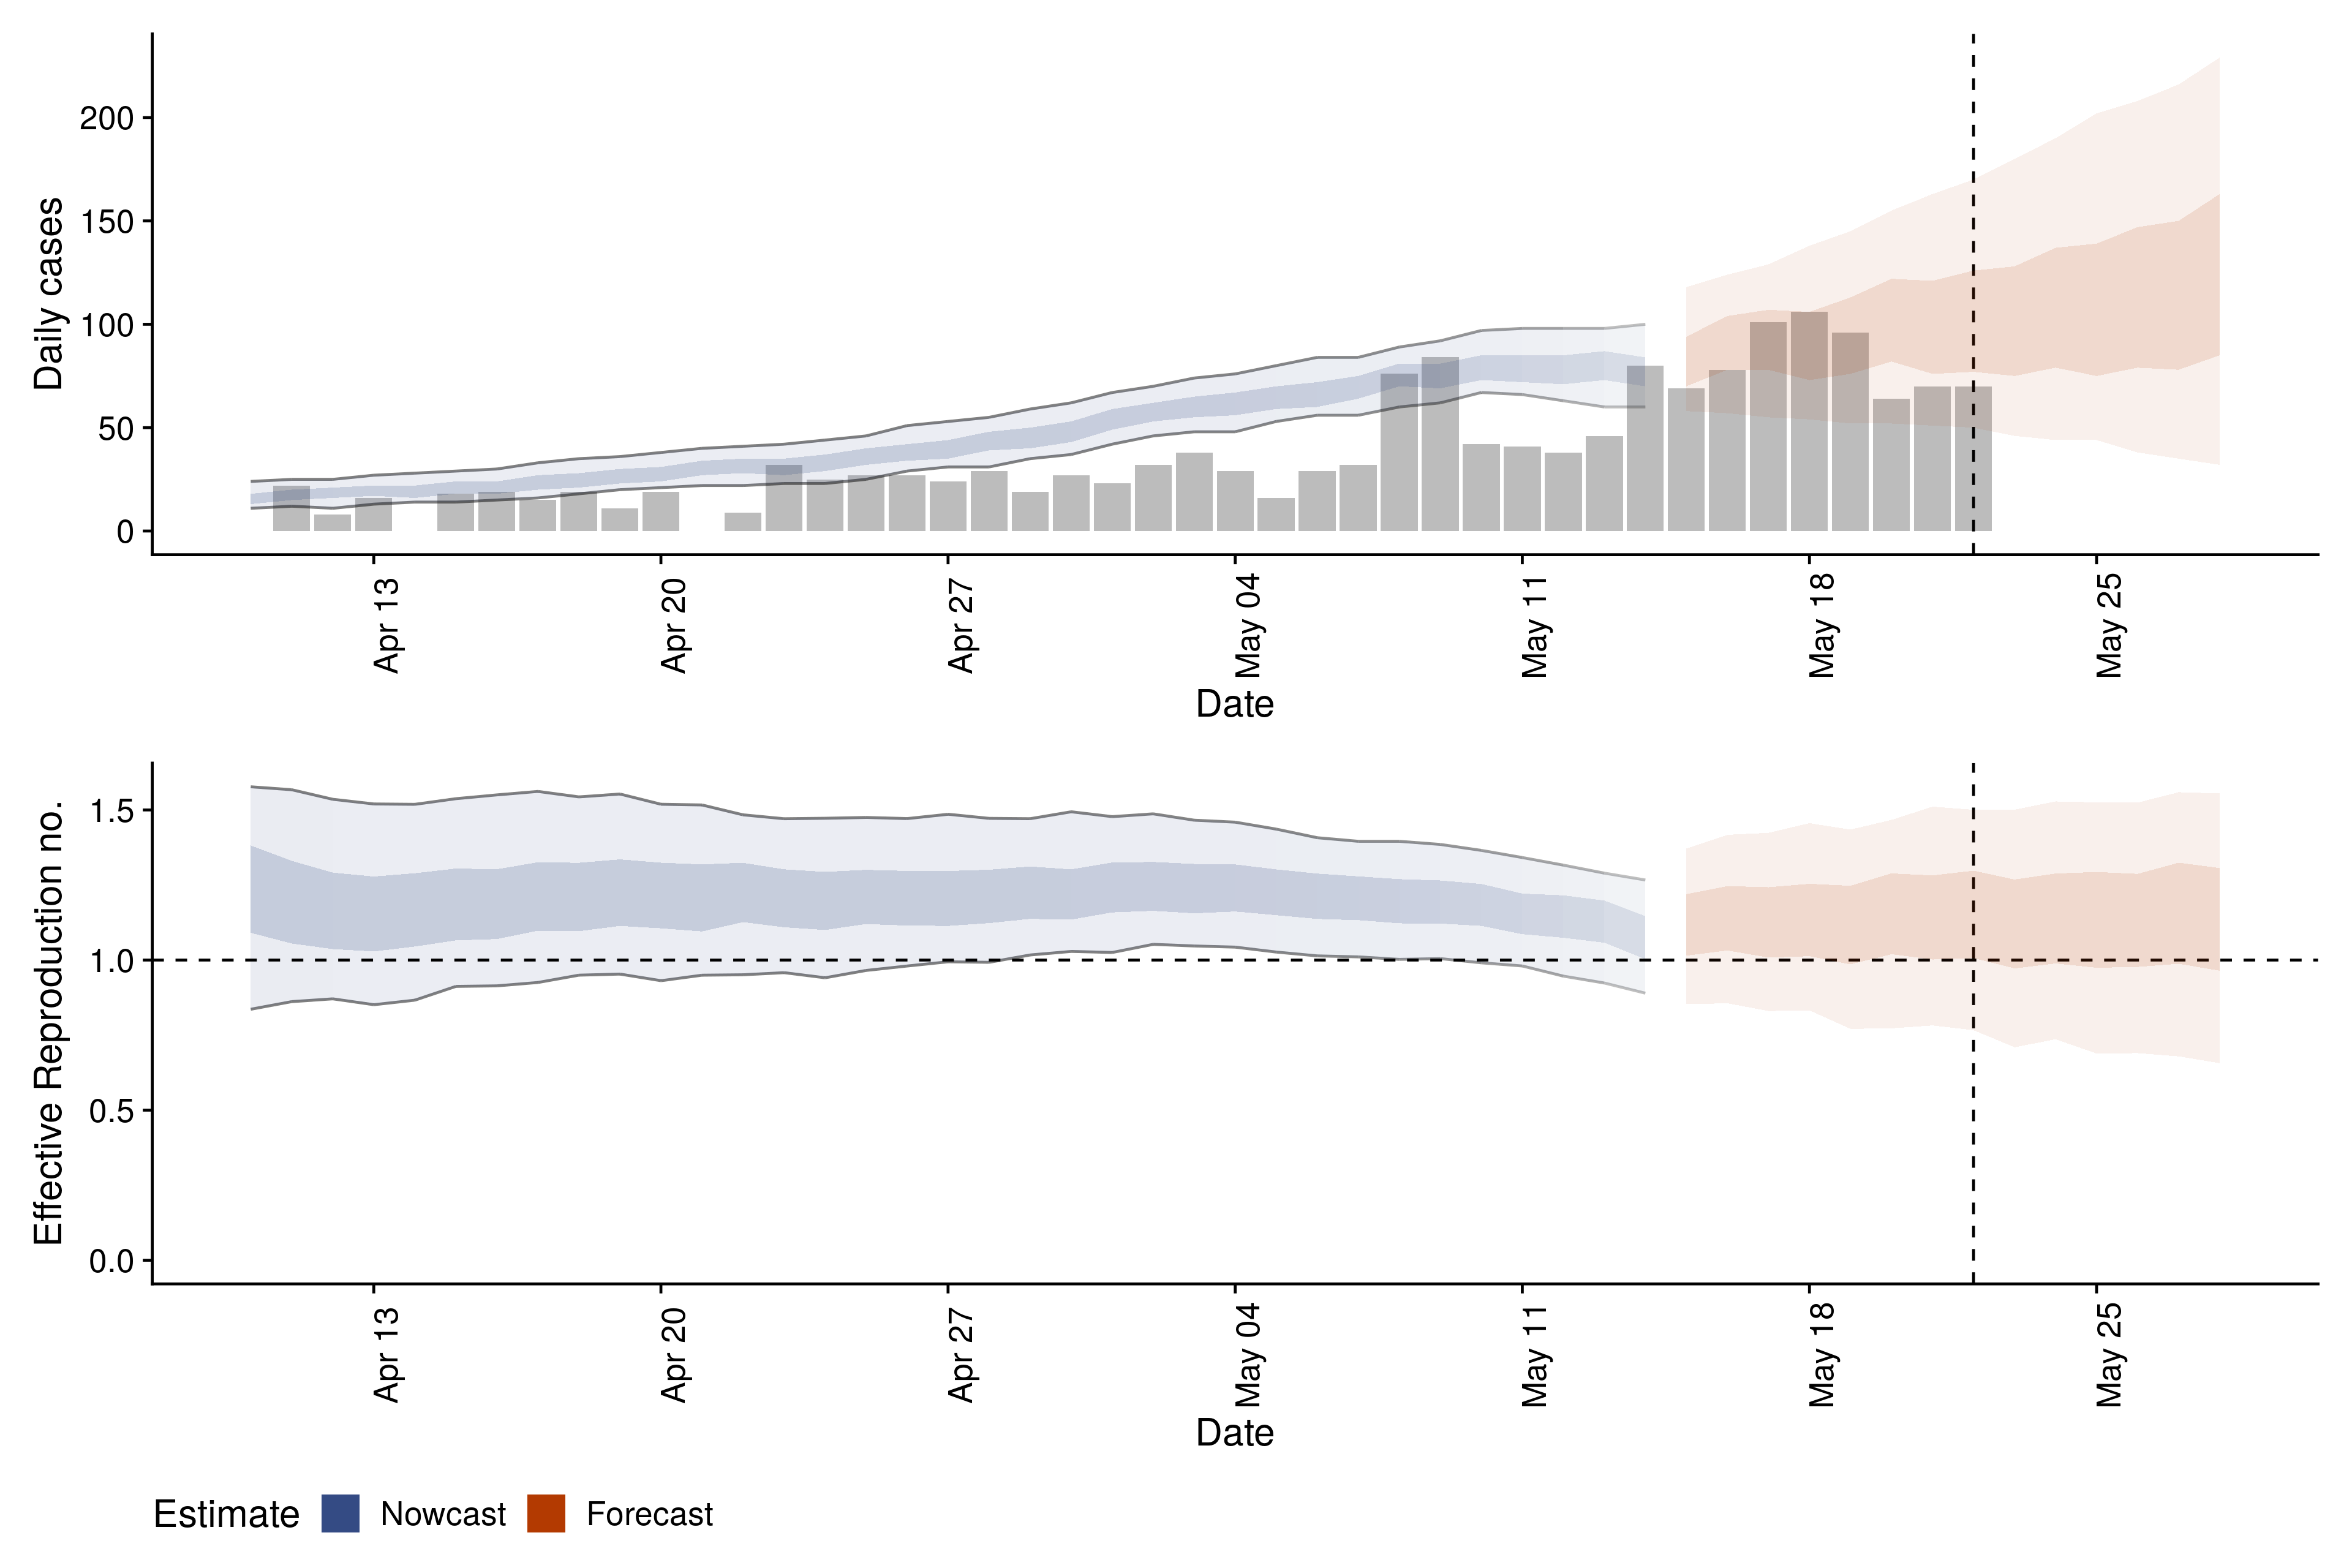 Daily cases
200
150
100
50
0
Apr 13
Apr 20
Apr 27
May 04
May 11
May 18
May 25
Date
Effective Reproduction no.
1.5
1.0
0.5
0.0
Apr 13
Apr 20
Apr 27
May 04
May 11
May 18
May 25
Date
Estimate Nowcast Forecast